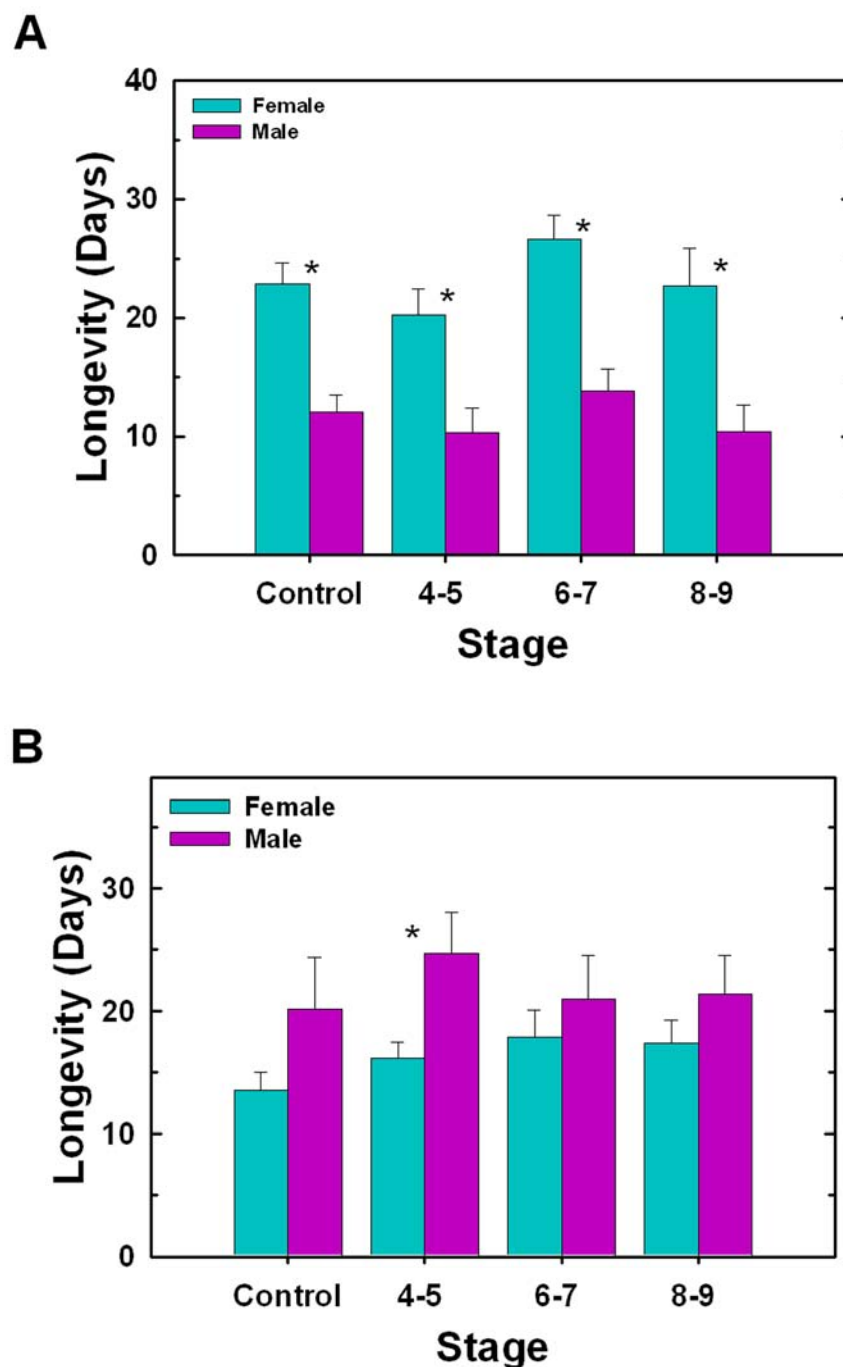 A
40
Female
Male
30
*
*
*
*
20
10
0
Longevity (Days)
Control 4-5 6-7 8-9
Stage
B
Female
Male
30
*
20
10
0
Longevity (Days)
Control 4-5 6-7 8-9
Stage